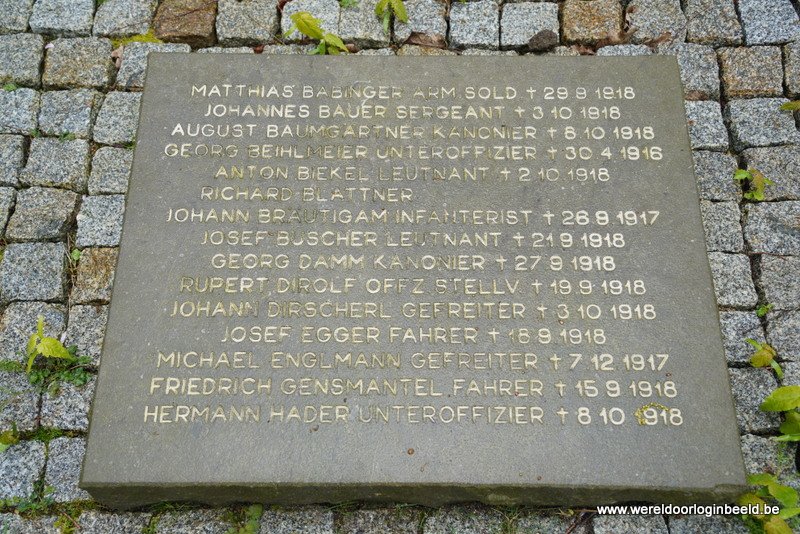 MATTHIAS BABINGER ARM. SOLD. † 29.9.1918
JOHANNES BAUER SERGEANT † 3.10.1918
AUGUST BAUMGÄRTNER KANONIER † 8.10.1918
GEORG BEIHLMEIER UNTEROFFIZIER † 30.4.1916
ANTON BIEKEL LEUTNANT † 2.10.1918
RICHARD BLATTNER
JOHANN BRÄUTIGAM INFANTERIST † 26.9.1917
JOSEF BÜSCHER LEUTNANT † 21.9.1918
GEORG DAMM KANONIER † 27.9.1918
RUPERT DIROLF OFFZ. STELLV. † 19.9.1918
JOHANN DIRSCHERL GEFREITER † 3.10.1918
JOSEF EGGER FAHRER † 18.9.1918
MICHAEL ENGLMANN GEFREITER † 7.12.1917
FRIEDRICH GENSMANTEL FAHRER † 15.9.1918
HERMANN HADER UNTEROFFIZIER † 8.10.1918
www.wereldoorloginbeeld.be